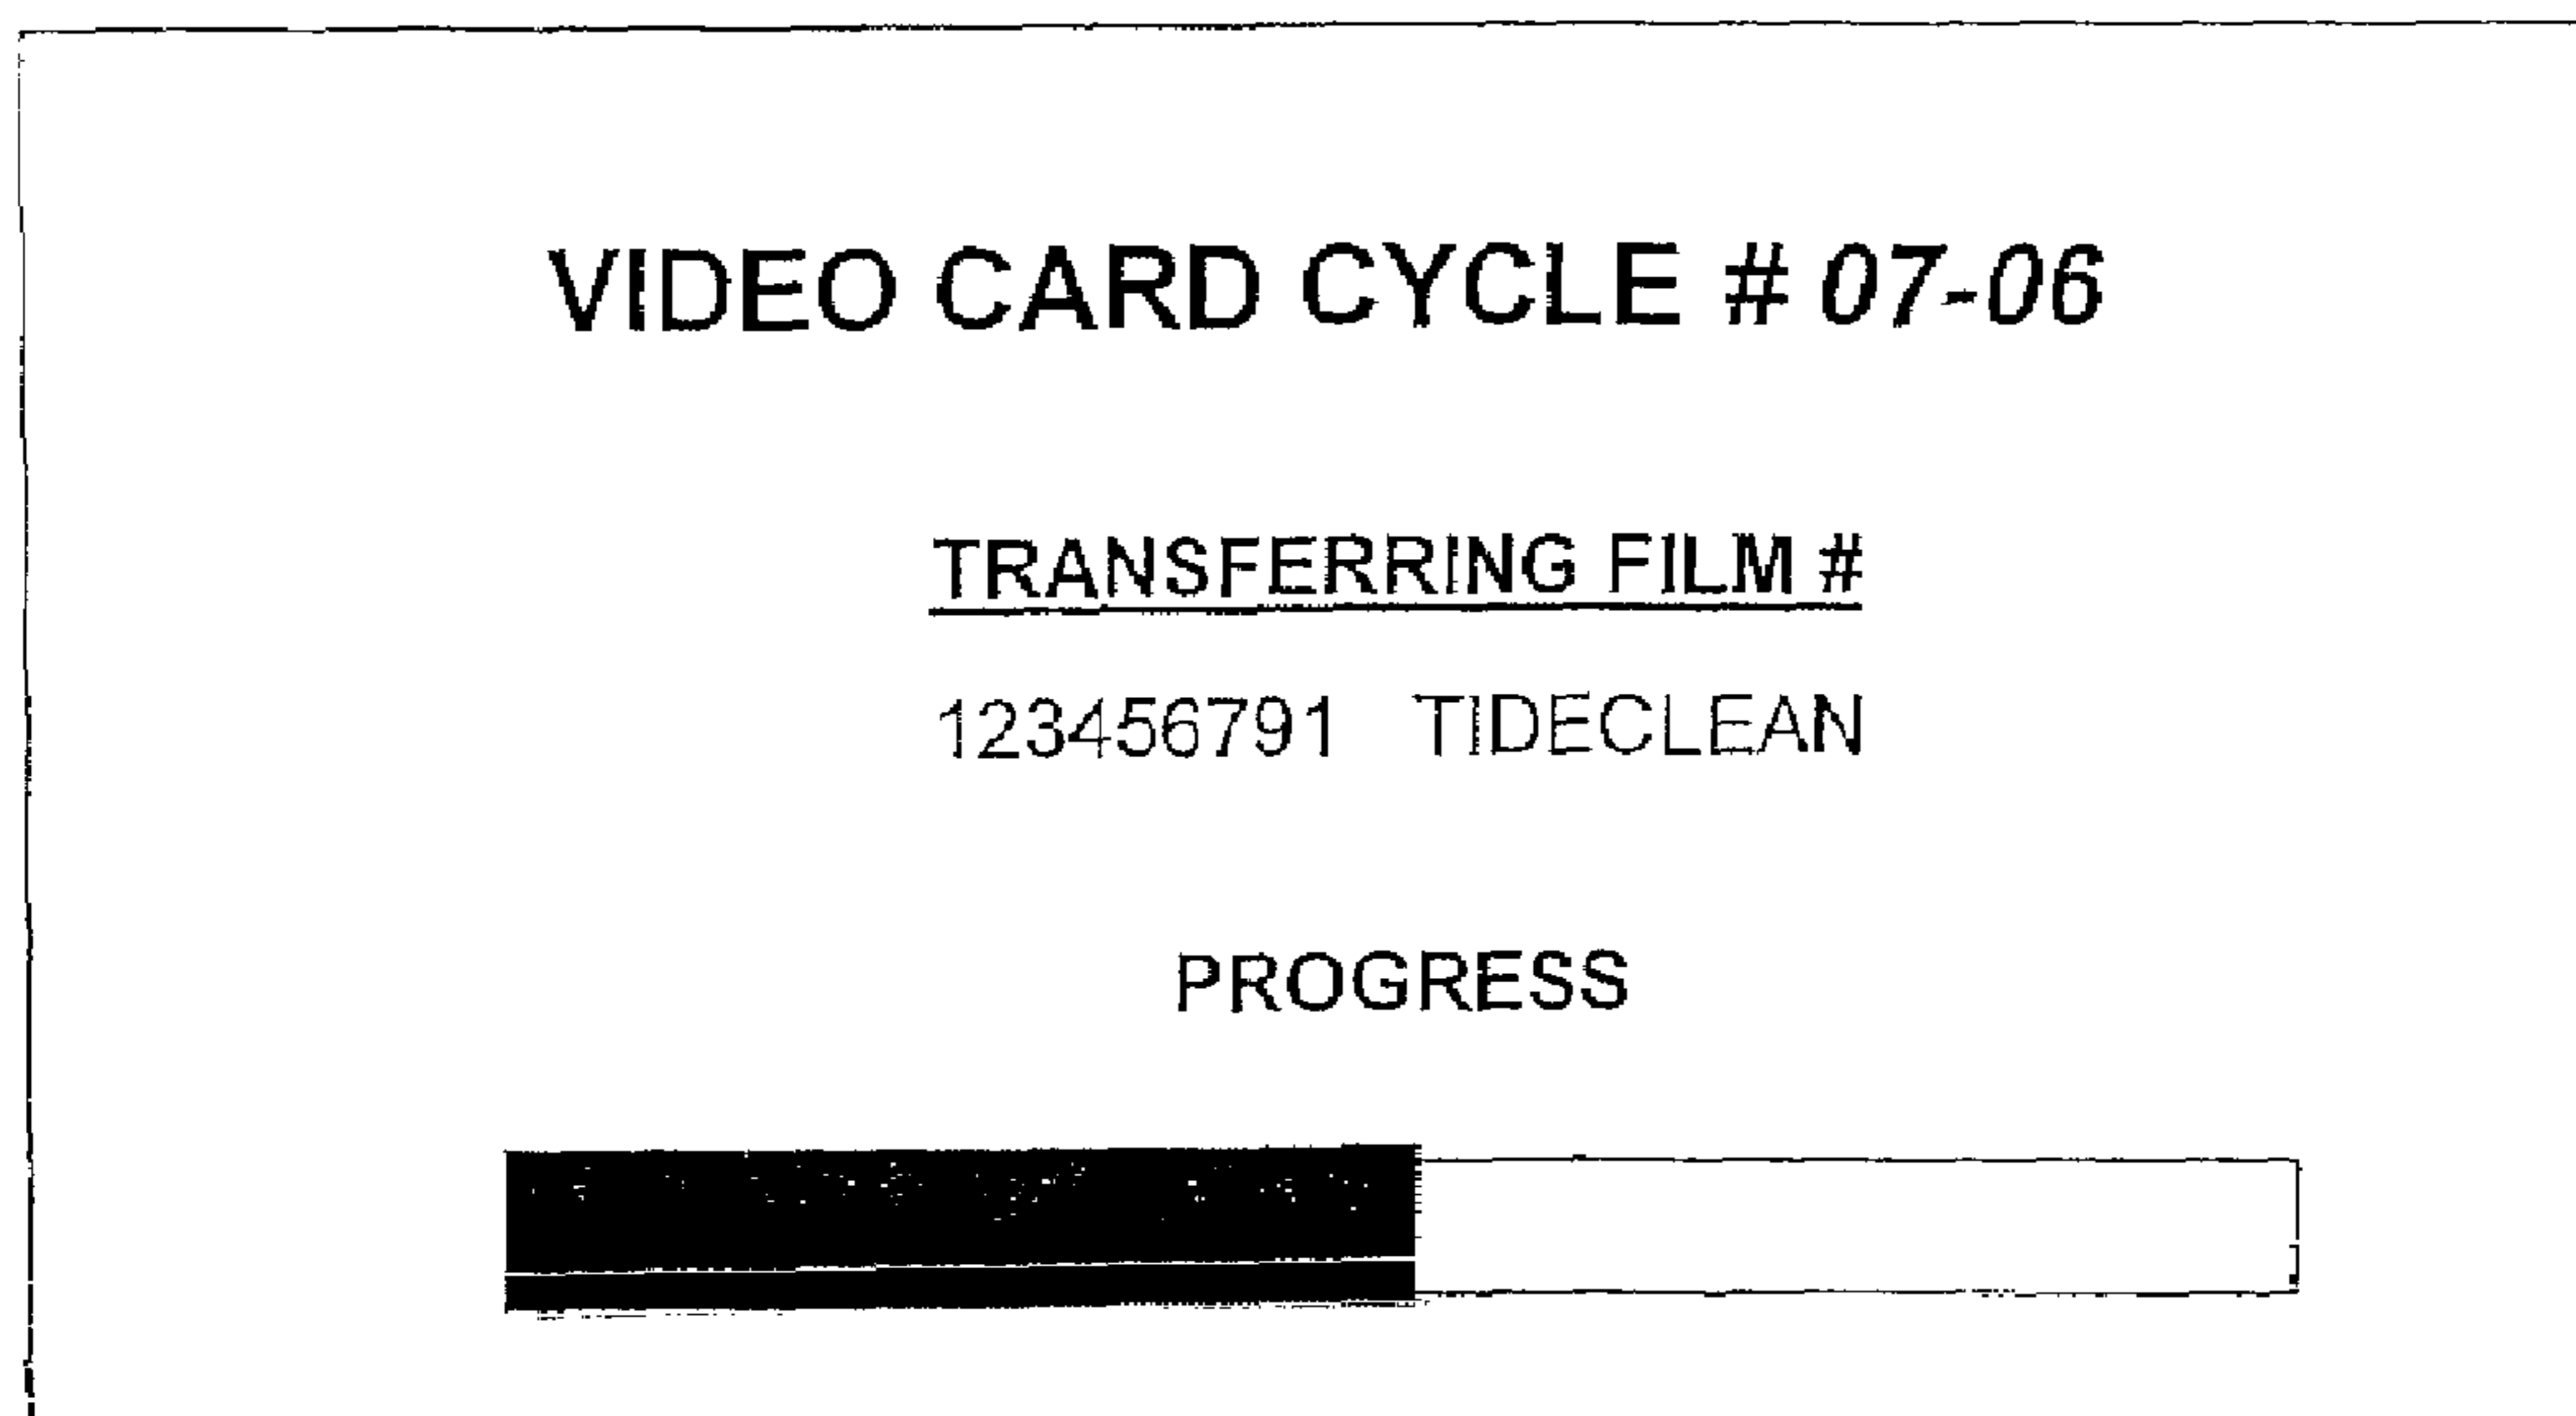 VIDEO CARD CYCLE # 07-06
TRANSFERRING FILM #
123456791 TIDECLEAN
PROGRESS